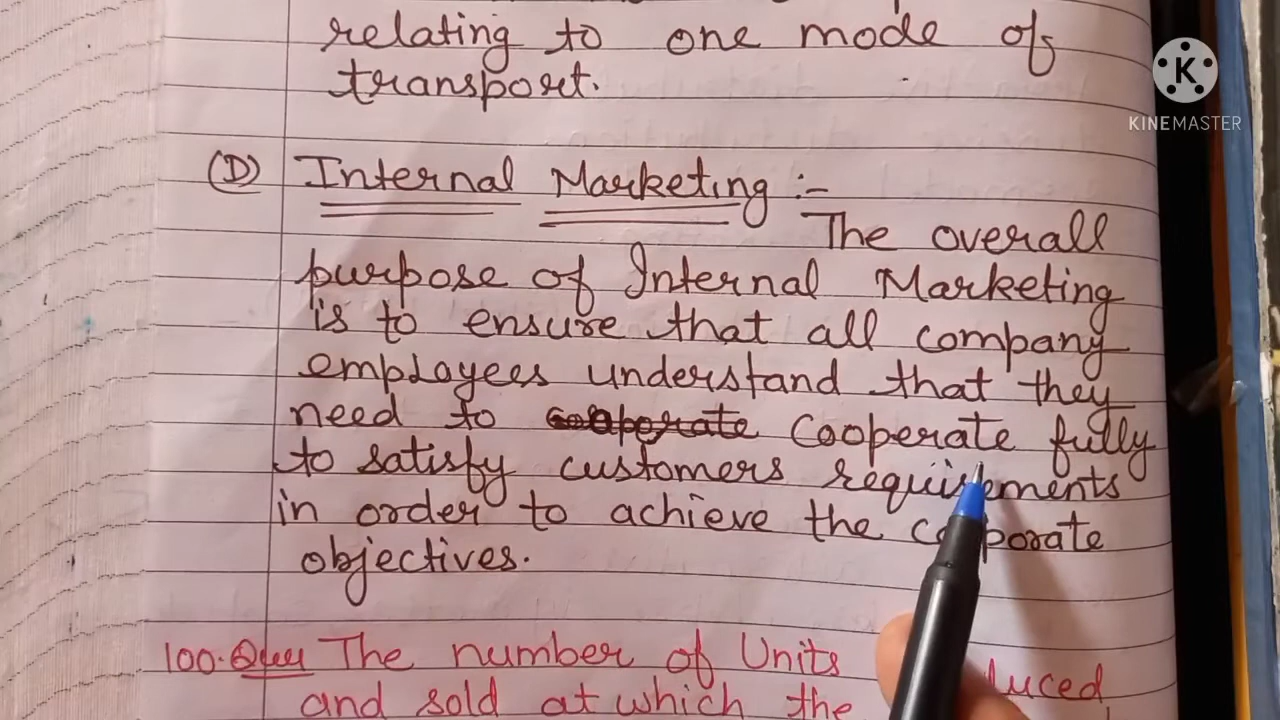 relating to one mode of
transport.
K
KINEMASTER
(D) Internal Marketing :-
The overall
purpose of Internal Marketing
is to ensure that all company
employees understand that they
need to Cooperate fully
to satisfy customers requirements
in order to achieve the
objectives.
100. Que The number of Units
and sold at which the